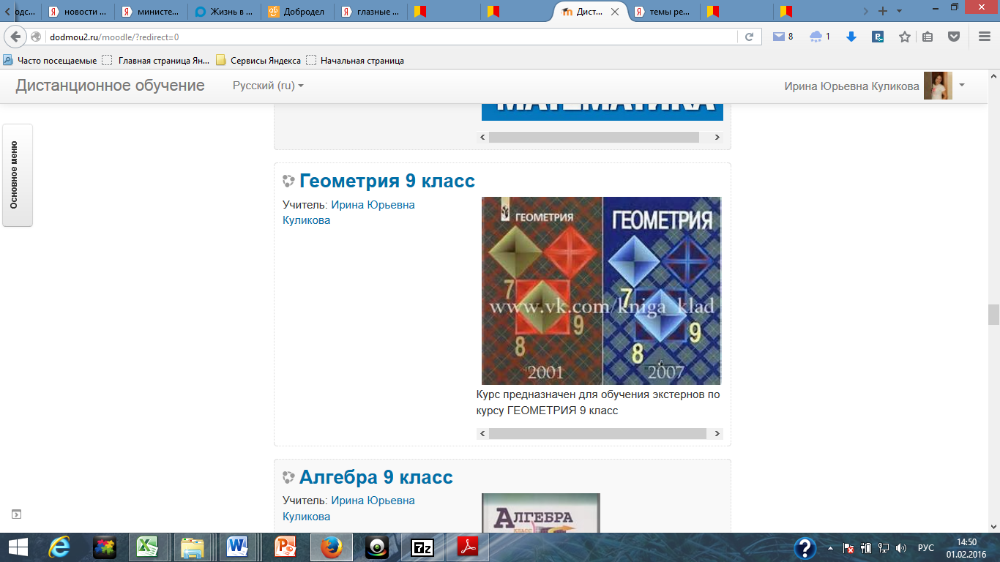 одс...
новости ...
министе...
Жизнь в ...
Добродел
глазные ...
Дист...
темы ре...
dodmou2.ru/moodle/?redirect=0
8
1
Часто посещаемые
Главная страница Ян...
Сервисы Яндекса
Начальная страница
Дистанционное обучение
Русский (ru)
Ирина Юрьевна Куликова
МАТЕМАТИКА
Основное меню
Геометрия 9 класс
Учитель: Ирина Юрьевна
Куликова
ГЕОМЕТРИЯ
7
8
9
2001
ГЕОМЕТРИЯ
7
8
9
2007
www.vk.com/kniga_klad
Курс предназначен для обучения экстернов по
курсу ГЕОМЕТРИЯ 9 класс
Алгебра 9 класс
Учитель: Ирина Юрьевна
Куликова
АЛГЕБРА
КЛАСС
РУС
14:50
01.02.2016